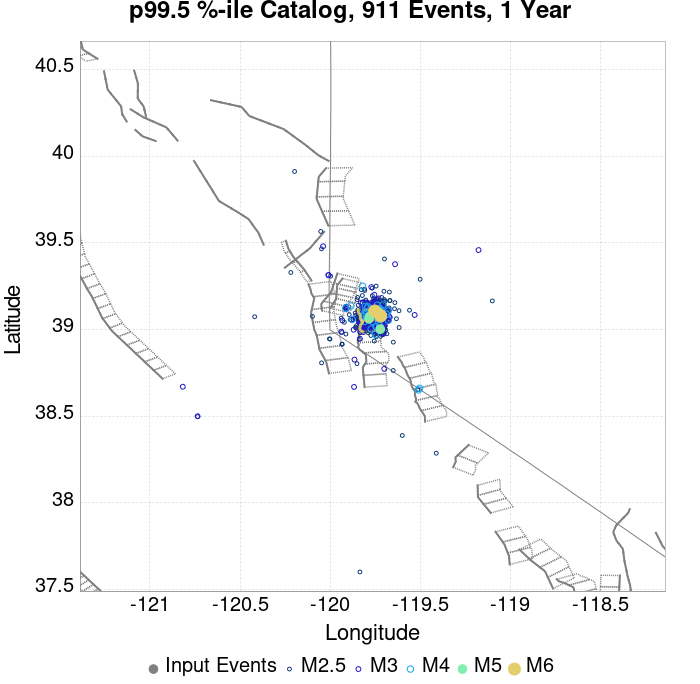 p99.5 %-ile Catalog, 911 Events, 1 Year
40.5
40
39.5
39
38.5
38
37.5
Latitude
-121 -120.5 -120 -119.5 -119 -118.5
Longitude
Input Events M2.5 M3 M4 M5 M6